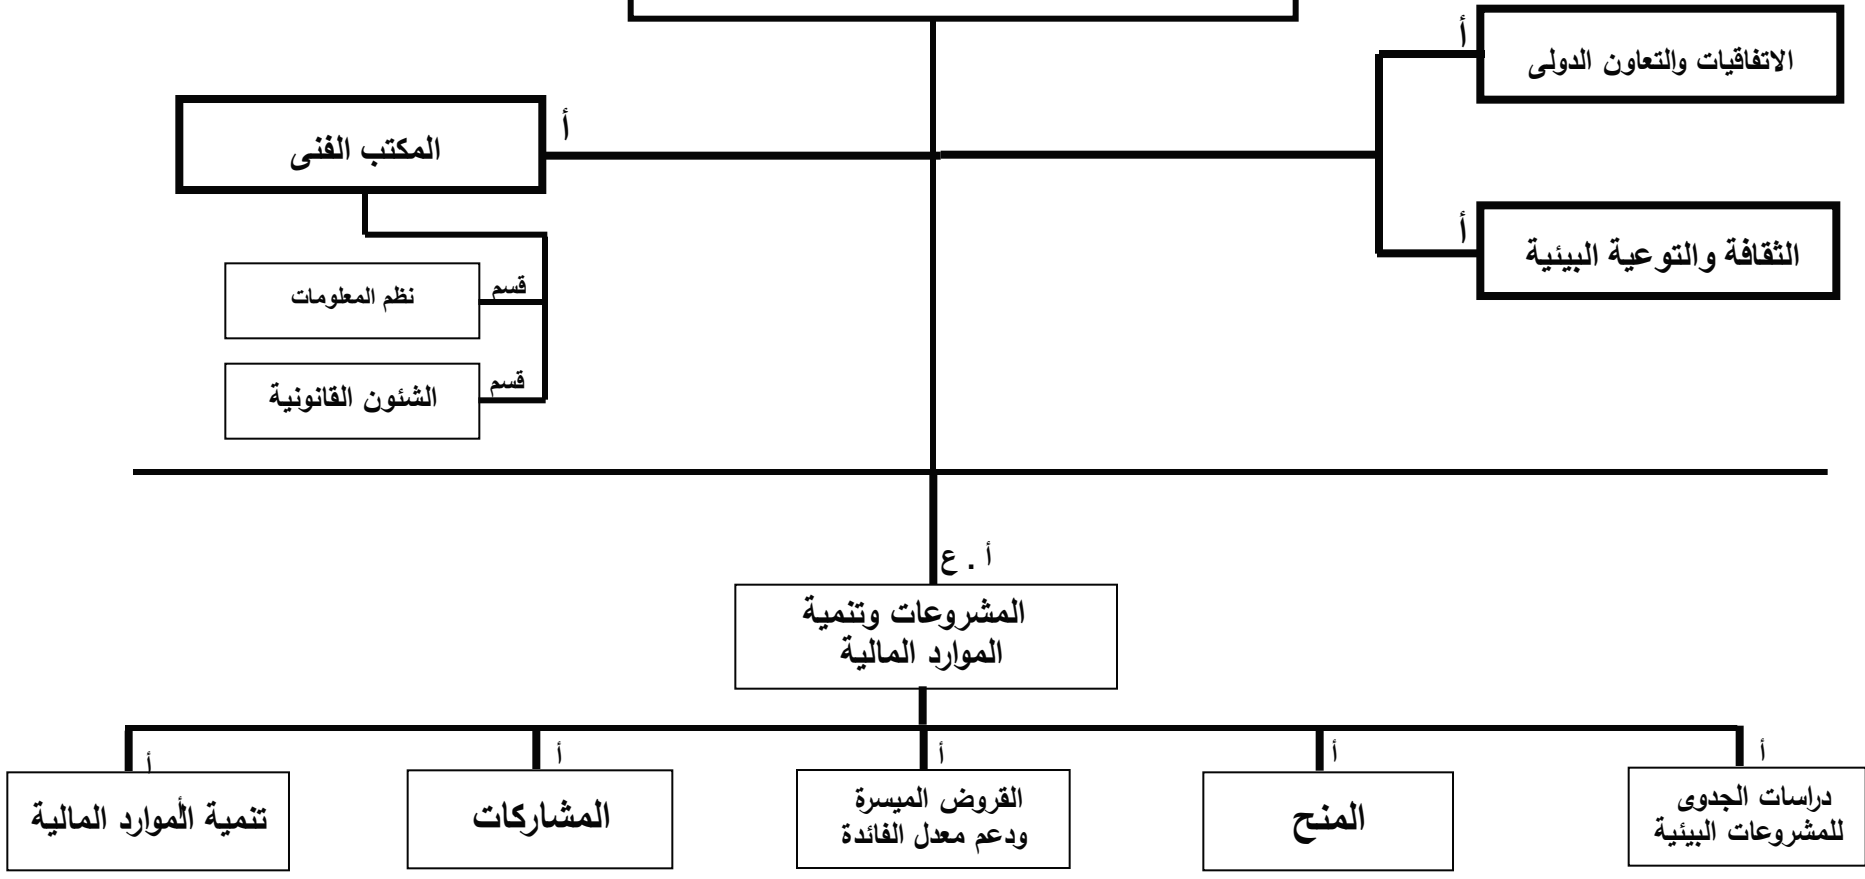 أ
الاتفاقيات والتعاون الدولى
أ
المكتب الفنى
أ
الثقافة والتوعية البيئية
قسم
نظم المعلومات
قسم
الشئون القانونية
أ . ع
المشروعات وتنمية
الموارد المالية
أ
دراسات الجدوى
للمشروعات البيئية
أ
المنح
أ
القروض الميسرة
ودعم معدل الفائدة
أ
المشاركات
أ
تنمية الموارد المالية